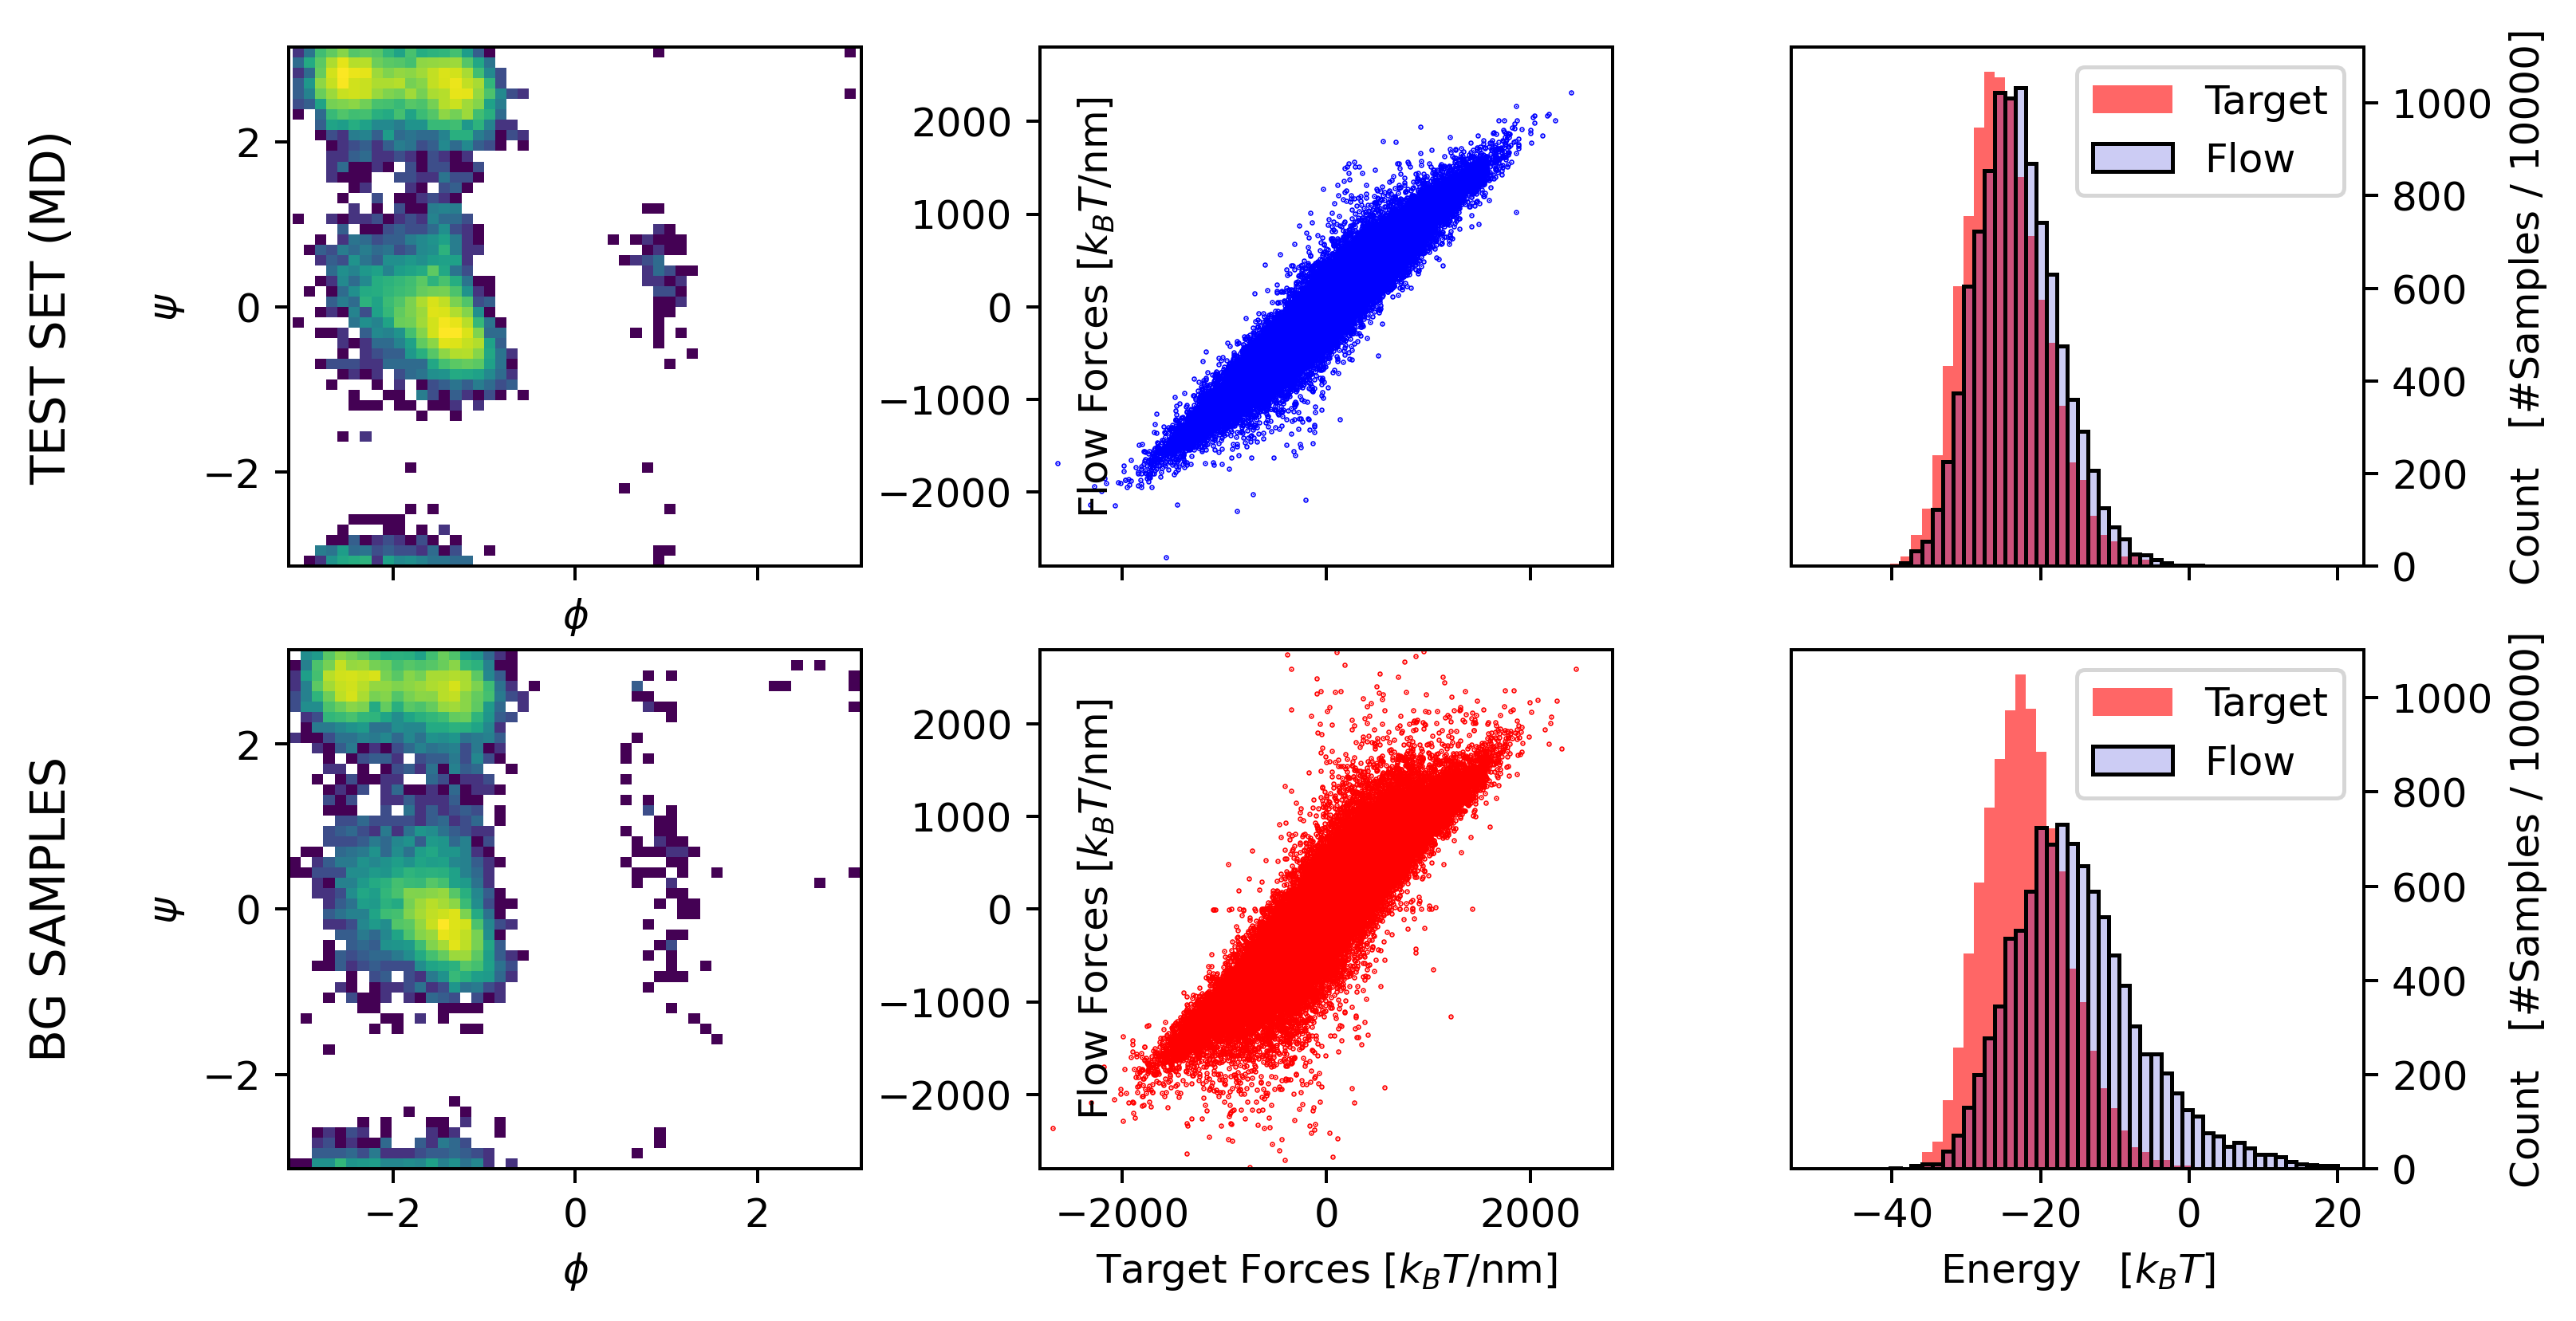 TEST SET (MD)
ψ
2
0
−2
ϕ
Flow Forces [k_BT/nm]
2000
1000
0
−1000
−2000
Target
Flow
1000
800
600
400
200
0
Count [#Samples / 10000]
BG SAMPLES
ψ
2
0
−2
−2 0 2
ϕ
Flow Forces [k_BT/nm]
2000
1000
0
−1000
−2000
−2000 0 2000
Target Forces [k_BT/nm]
Target
Flow
1000
800
600
400
200
0
Count [#Samples / 10000]
−40 −20 0 20
Energy [k_BT]